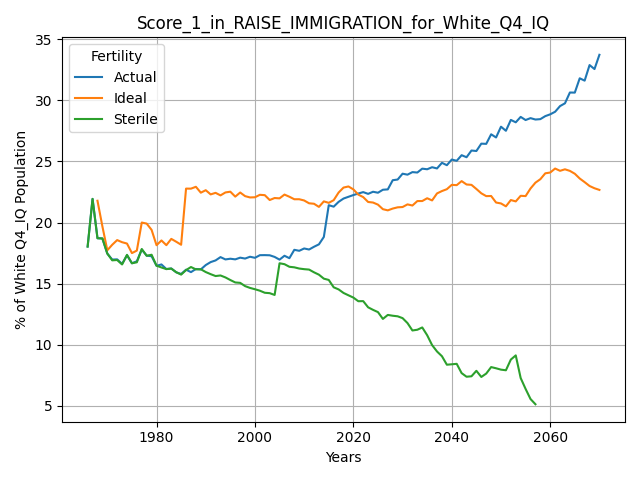 Score_1_in_RAISE_IMMIGRATION_for_White_Q4_IQ
Fertility
Actual
Ideal
Sterile
% of White Q4_IQ Population
35
30
25
20
15
10
5
1980
2000
2020
2040
2060
Years